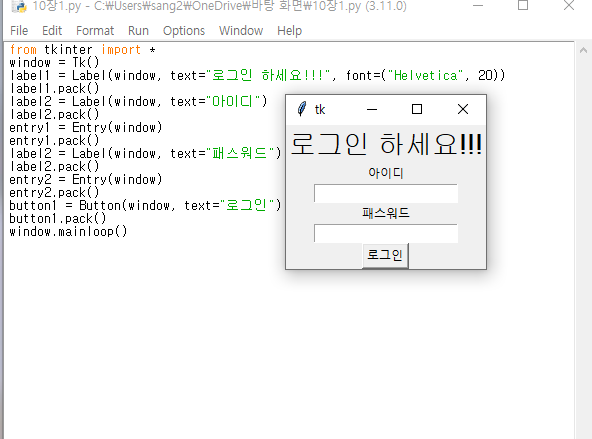 10장1.py - C:₩Users₩sang2₩OneDrive₩바탕 화면₩10장1.py (3.11.0)
File Edit Format Run Options Window Help
from tkinter import *
window = Tk()
label1 = Label(window, text="로그인 하세요!!!", font=("Helvetica", 20))
label1.pack()
label2 = Label(window, text="아이디")
label2.pack()
entry1 = Entry(window)
entry1.pack()
label2 = Label(window, text="패스워드")
label2.pack()
entry2 = Entry(window)
entry2.pack()
button1 = Button(window, text="로그인")
button1.pack()
window.mainloop()
tk
로그인 하세요!!!
아이디
패스워드
로그인